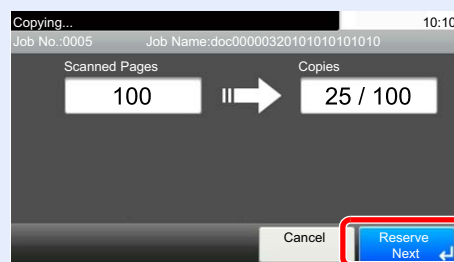 Copying... 10:10
Job No.:0005 Job Name:doc00000320101010101010
Scanned Pages Copies
100 25 / 100
Cancel Reserve
Next